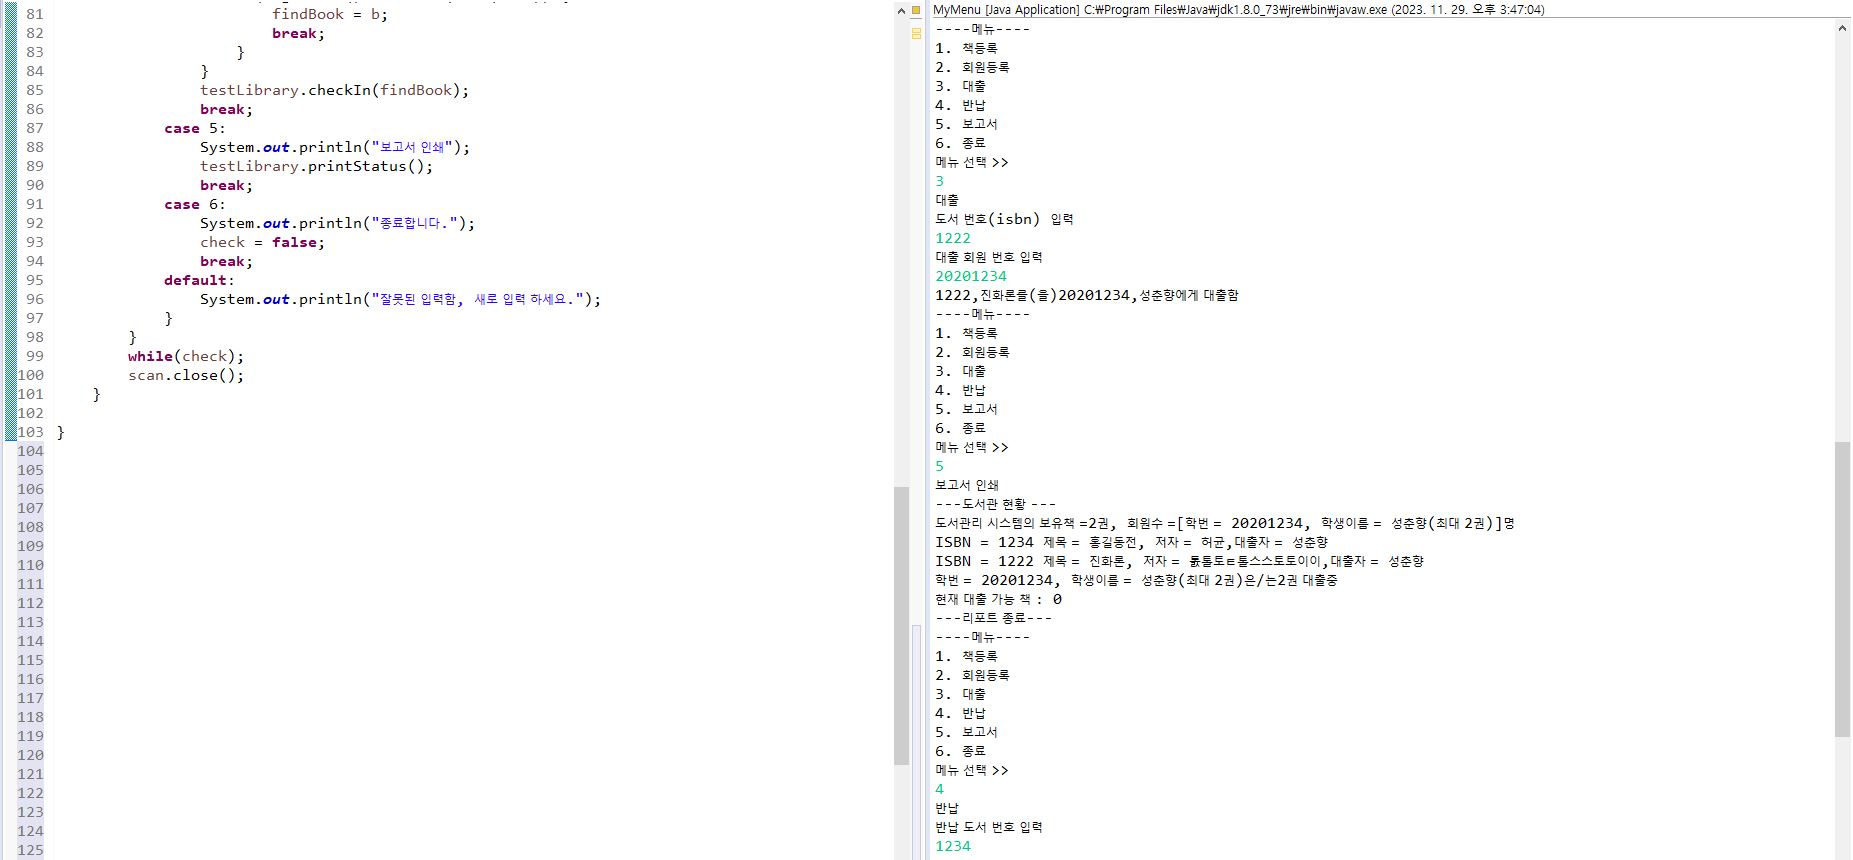 81 findBook = b;
82 break;
83 }
84 }
85 testLibrary.checkIn(findBook);
86 break;
87 case 5:
88 System.out.println("보고서 인쇄");
89 testLibrary.printStatus();
90 break;
91 case 6:
92 System.out.println("종료합니다.");
93 check = false;
94 break;
95 default:
96 System.out.println("잘못된 입력함, 새로 입력 하세요.");
97 }
98 }
99 while(check);
100 scan.close();
101 }
102
103 }
104
105
106
107
108
109
110
111
112
113
114
115
116
117
118
119
120
121
122
123
124
125
MyMenu [Java Application] C:₩Program Files₩Java₩jdk1.8.0_73₩jre₩bin₩javaw.exe (2023. 11. 29. 오후 3:47:04)
----메뉴----
1. 책등록
2. 회원등록
3. 대출
4. 반납
5. 보고서
6. 종료
메뉴 선택 >>
3
대출
도서 번호(isbn) 입력
1222
대출 회원 번호 입력
20201234
1222,진화론를(을)20201234,성춘향에게 대출함
----메뉴----
1. 책등록
2. 회원등록
3. 대출
4. 반납
5. 보고서
6. 종료
메뉴 선택 >>
5
보고서 인쇄
---도서관 현황 ---
도서관리 시스템의 보유책 =2권, 회원수 =[학번 = 20201234, 학생이름 = 성춘향(최대 2권)]명
ISBN = 1234 제목 = 홍길동전, 저자 = 허균,대출자 = 성춘향
ISBN = 1222 제목 = 진화론, 저자 = 대출자 = 성춘향
학번 = 20201234, 학생이름 = 성춘향(최대 2권)은/는2권 대출중
현재 대출 가능 책 : 0
---리포트 종료---
----메뉴----
1. 책등록
2. 회원등록
3. 대출
4. 반납
5. 보고서
6. 종료
메뉴 선택 >>
4
반납
반납 도서 번호 입력
1234